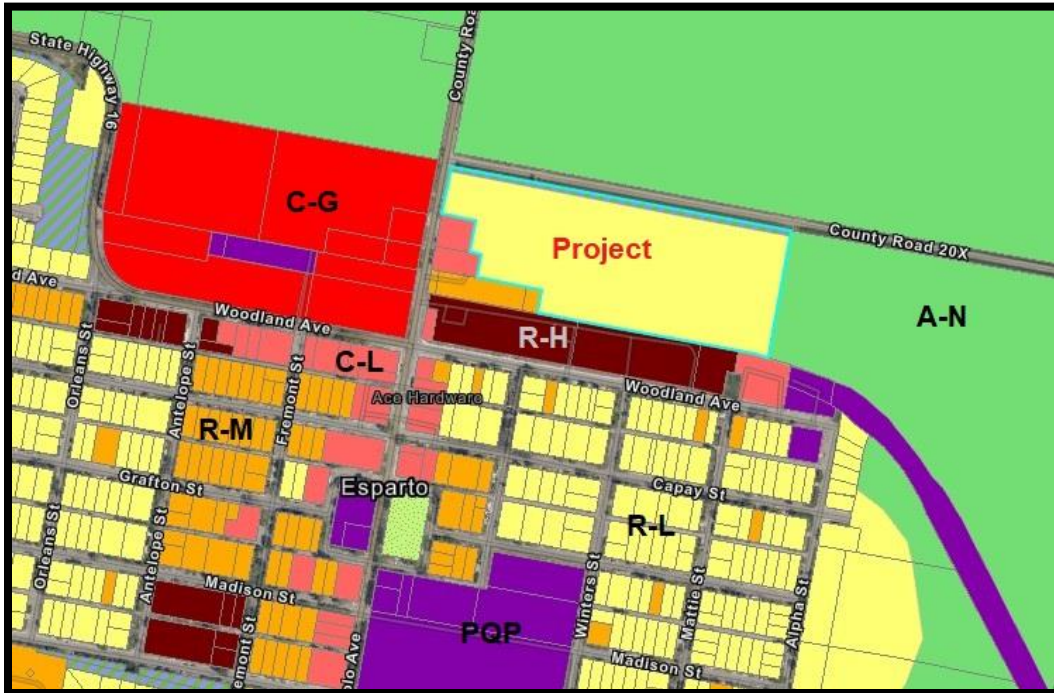 State Highway 16
County Roa
C-G
Project
County Road 20X
A-N
d Ave
Woodland Ave
R-H
C-L
Woodland Ave
Orleans St
Antelope St
Fremont St
Ace Hardware
R-M
Grafton St
Esparto
Capay St
R-L
Orleans St
Antelope St
Madison St
PQP
Winters St
Mattie St
Alpha St
emont St
olo Ave
Madison St